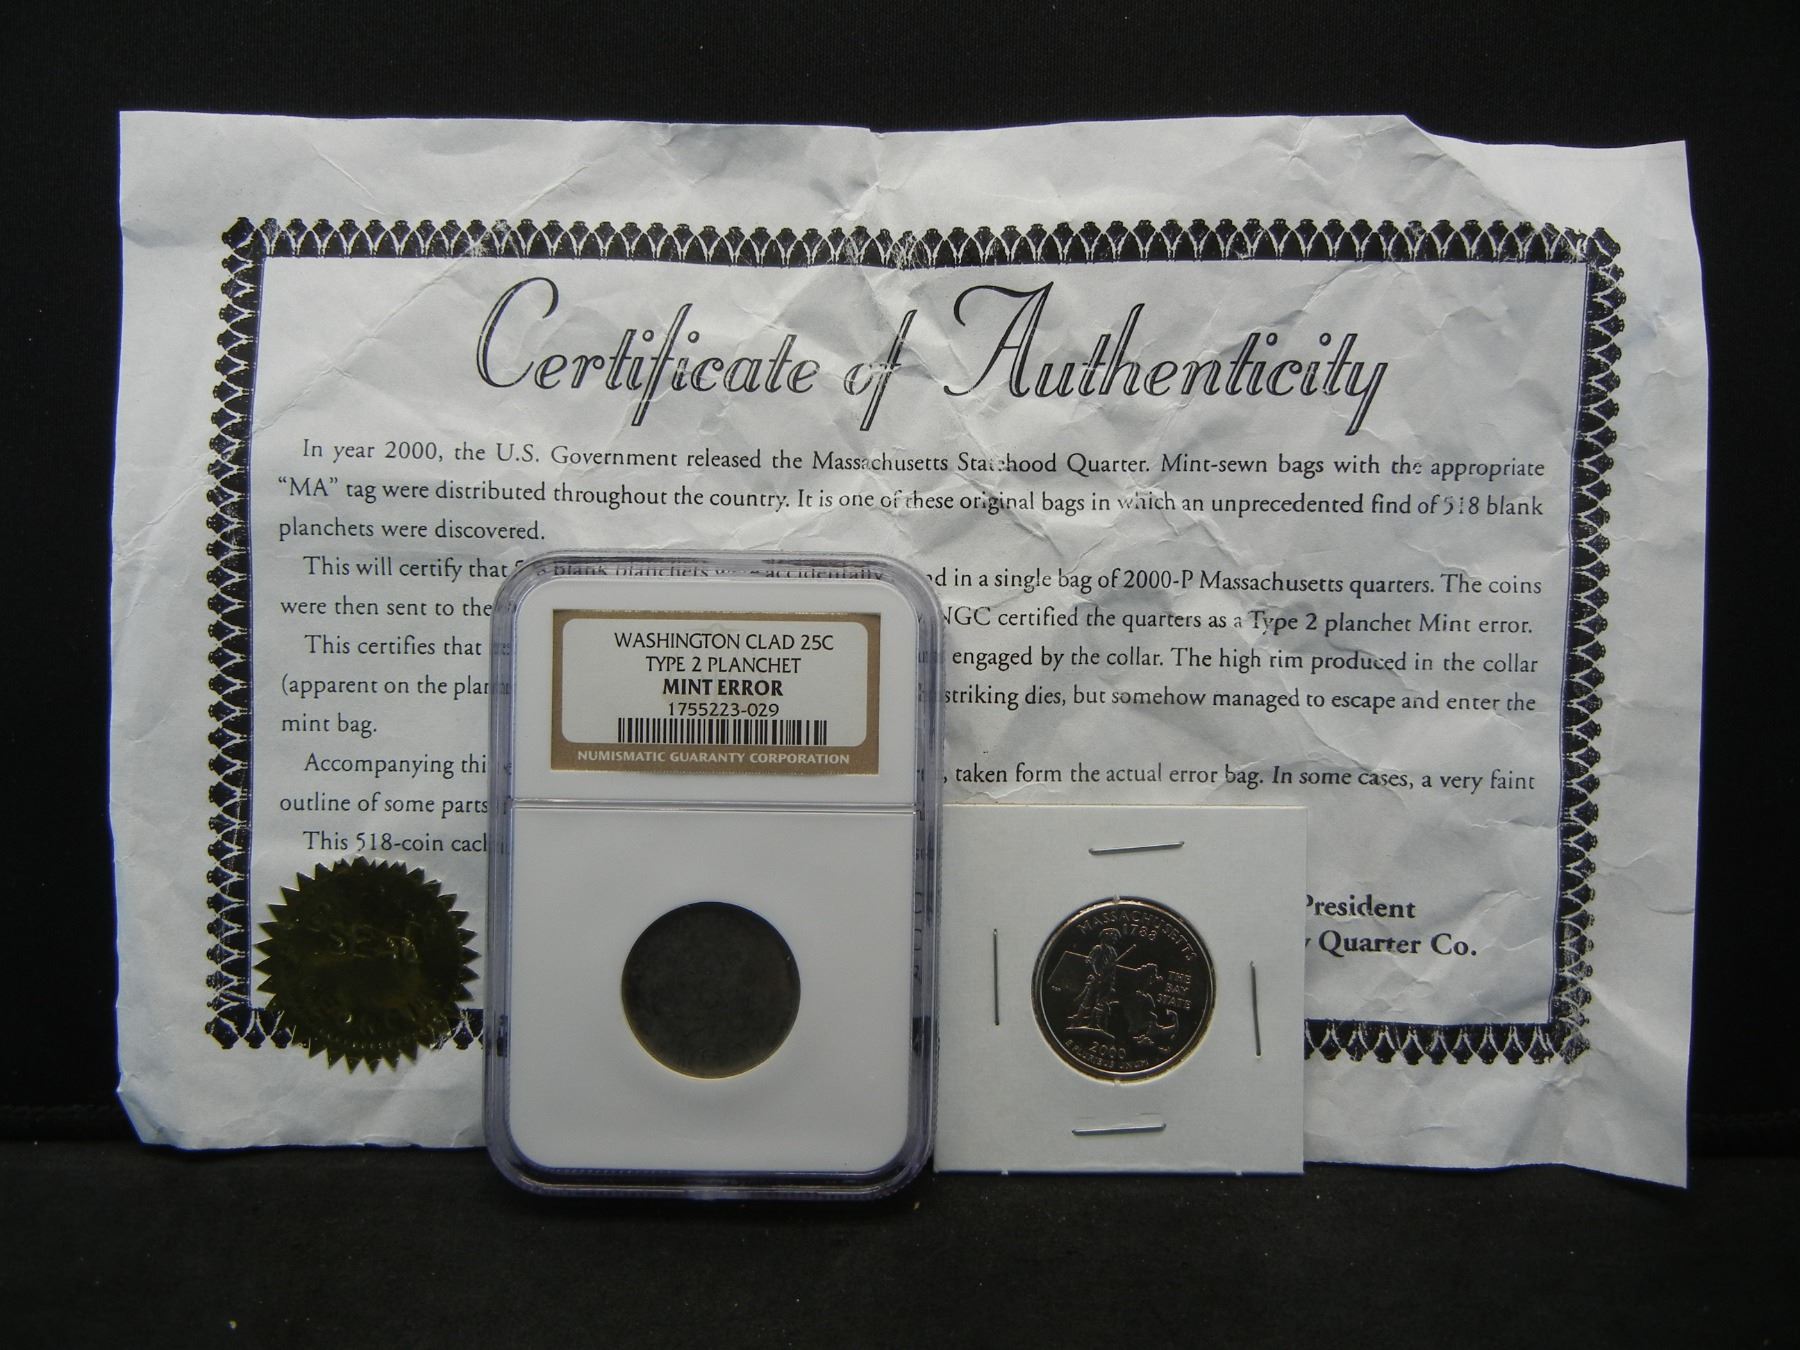 Certificate of Authenticity
In year 2000, the U.S. Government released the Massachusetts Statehood Quarter. Mint-sewn bags with the appropriate
"MA" tag were distributed throughout the country. It is one of these original bags in which an unprecedented find of 518 blank
planchets were discovered.
This will certify that blank planchets were accidentally in a single bag of 2000-P Massachusetts quarters. The coins
were then sent to the NGC certified the quarters as a Type 2 planchet Mint error.
This certifies that engaged by the collar. The high rim produced in the collar
(apparent on the striking dies, but somehow managed to escape and enter the
mint bag.
Accompanying taken form the actual error bag. In some cases, a very faint
outline of some parts
This 518-coin
President
Quarter Co.
WASHINGTON CLAD 25C
TYPE 2 PLANCHET
MINT ERROR
1755223-029
NUMISMATIC GUARANTY CORPORATION
MASSACHUSETTS
1788
THE
BAY
STATE
2000
E PLURIBUS UNUM